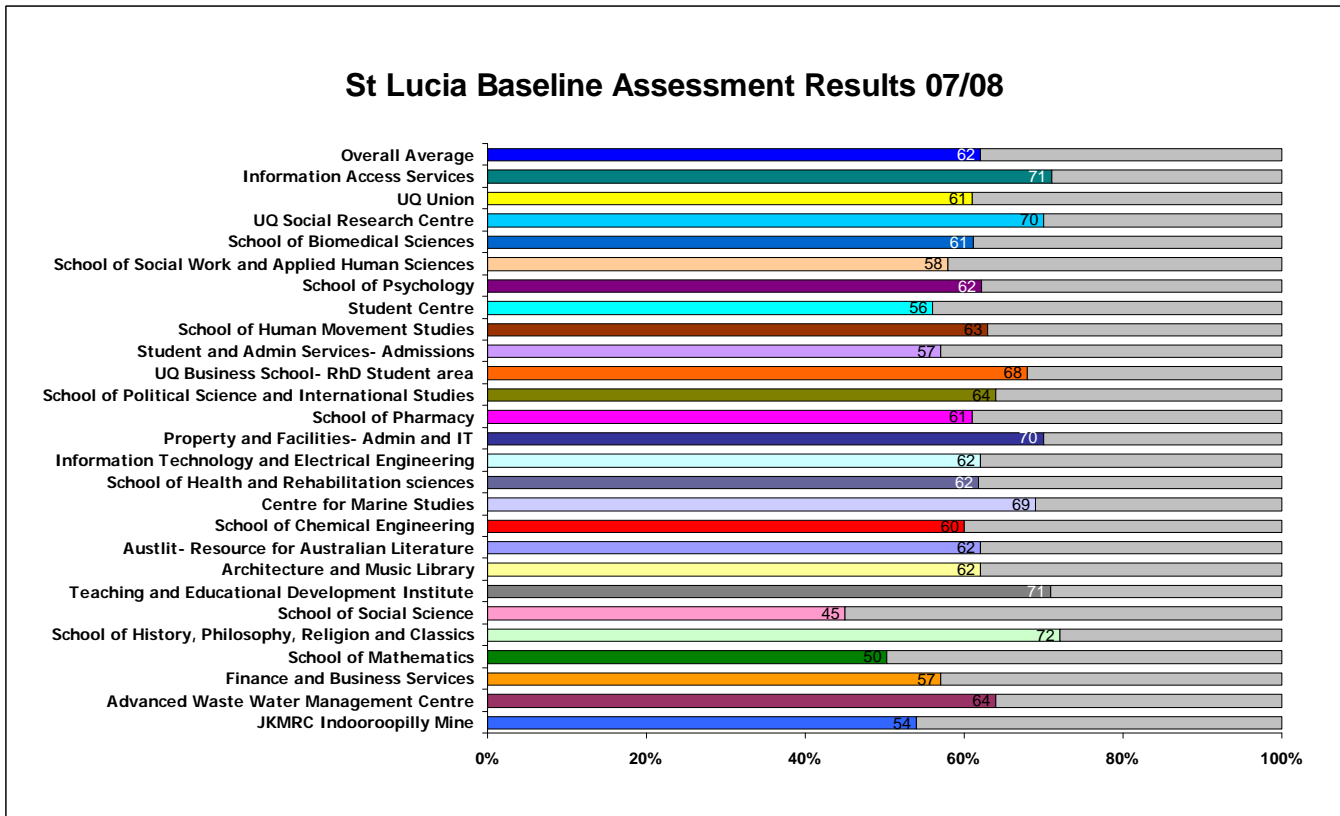 St Lucia Baseline Assessment Results 07/08
Overall Average 62
Information Access Services 71
UQ Union 61
UQ Social Research Centre 70
School of Biomedical Sciences 61
School of Social Work and Applied Human Sciences 58
School of Psychology 62
Student Centre 56
School of Human Movement Studies 63
Student and Admin Services- Admissions 57
UQ Business School- RhD Student area 68
School of Political Science and International Studies 64
School of Pharmacy 61
Property and Facilities- Admin and IT 70
Information Technology and Electrical Engineering 62
School of Health and Rehabilitation sciences 62
Centre for Marine Studies 69
School of Chemical Engineering 60
Austlit- Resource for Australian Literature 62
Architecture and Music Library 62
Teaching and Educational Development Institute 71
School of Social Science 45
School of History, Philosophy, Religion and Classics 72
School of Mathematics 50
Finance and Business Services 57
Advanced Waste Water Management Centre 64
JKMRC Indooroopilly Mine 54
0% 20% 40% 60% 80% 100%